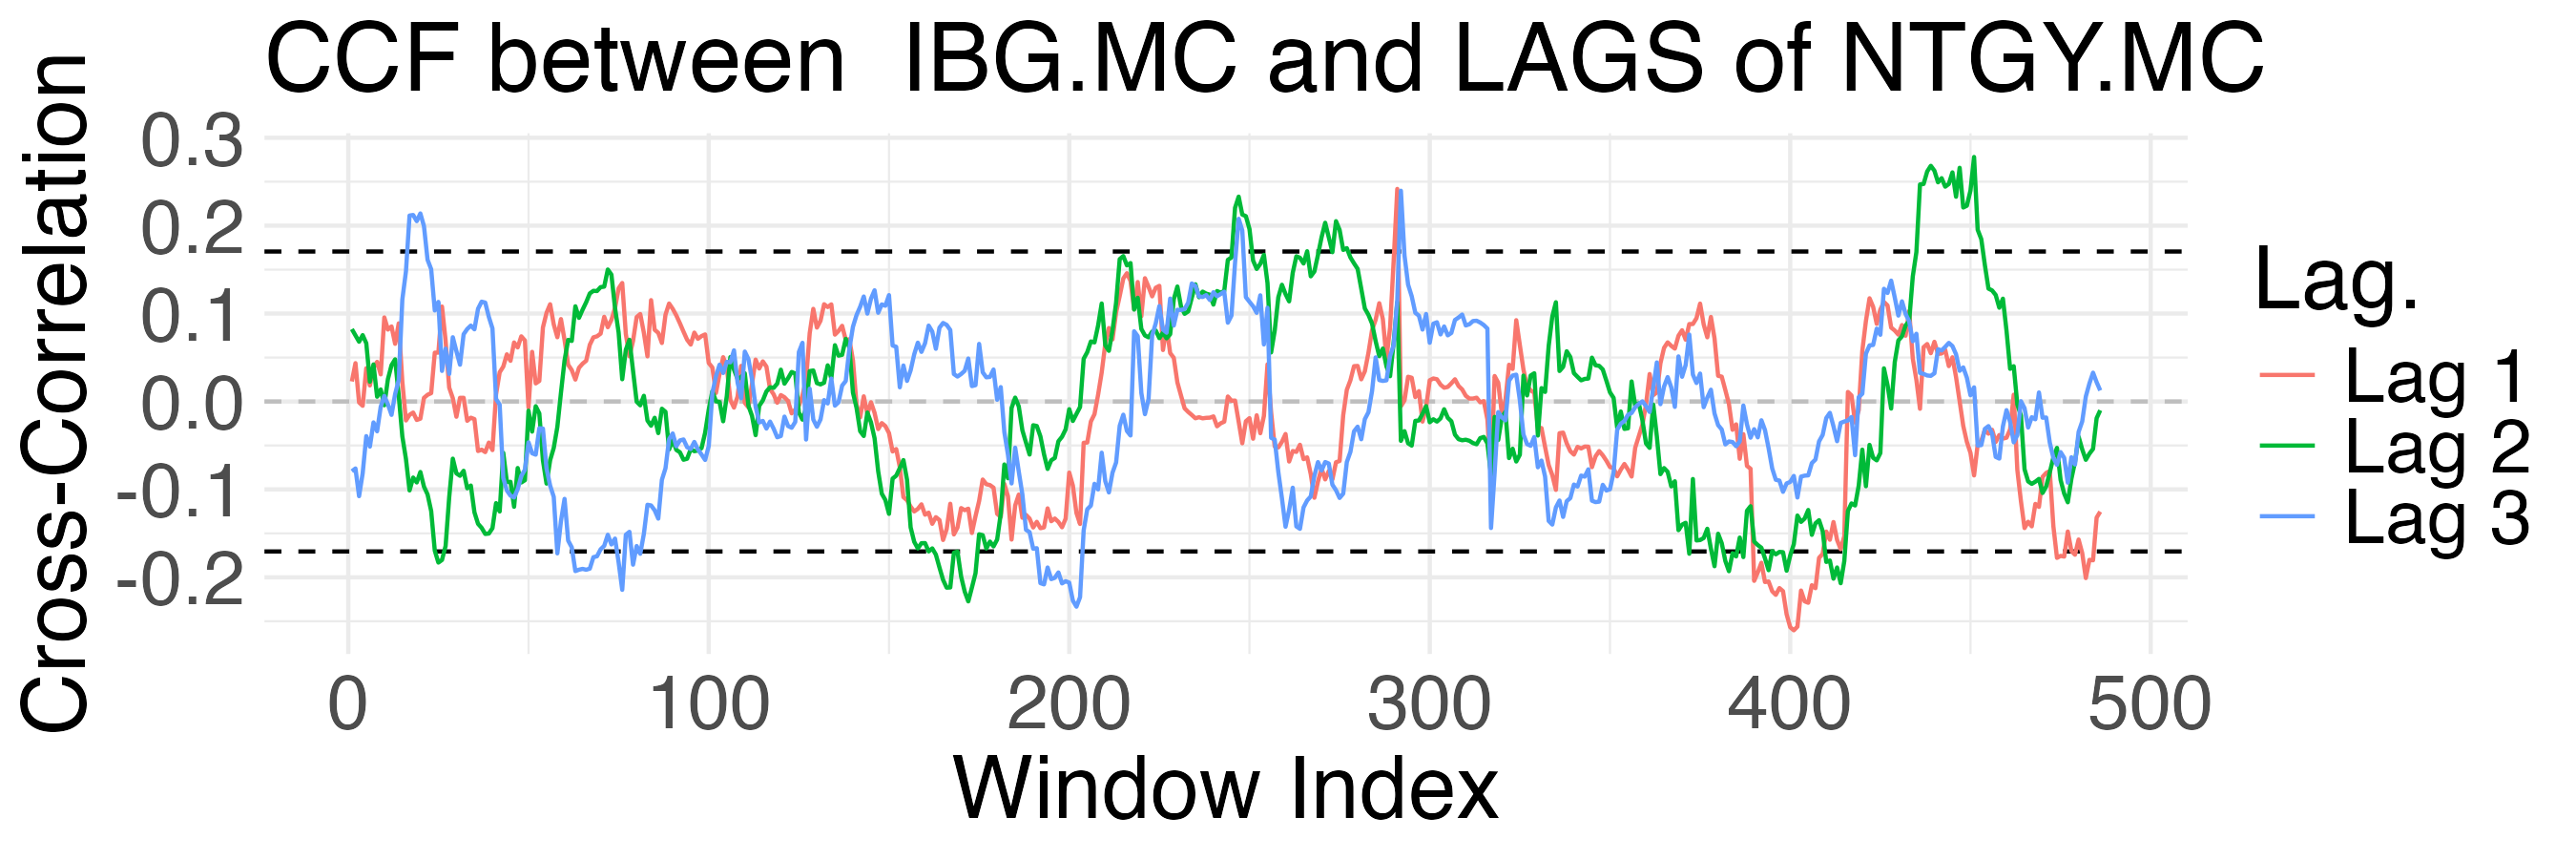 CCF between  IBG.MC and LAGS of NTGY.MC
Cross-Correlation
0.3
0.2
0.1
0.0
-0.1
-0.2
0 100 200 300 400 500
Window Index
Lag.
Lag 1
Lag 2
Lag 3